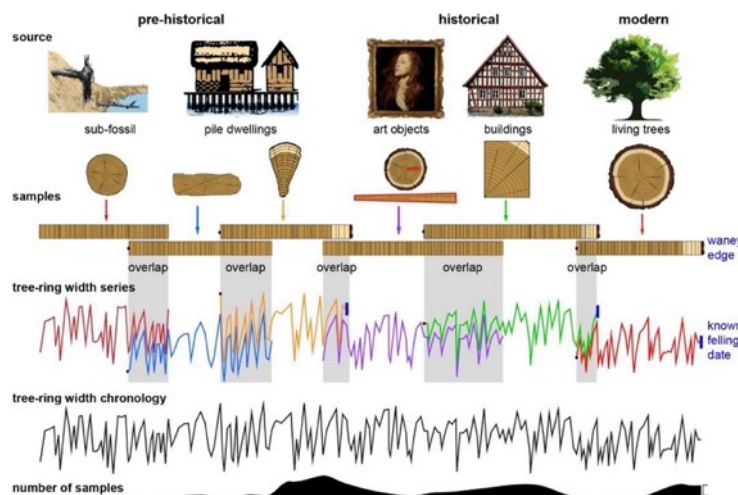 pre-historical
historical
modern
source
sub-fossil
pile dwellings
art objects
buildings
living trees
samples
waney
edge
overlap
overlap
overlap
overlap
overlap
tree-ring width series
known
felling
date
tree-ring width chronology
number of samples